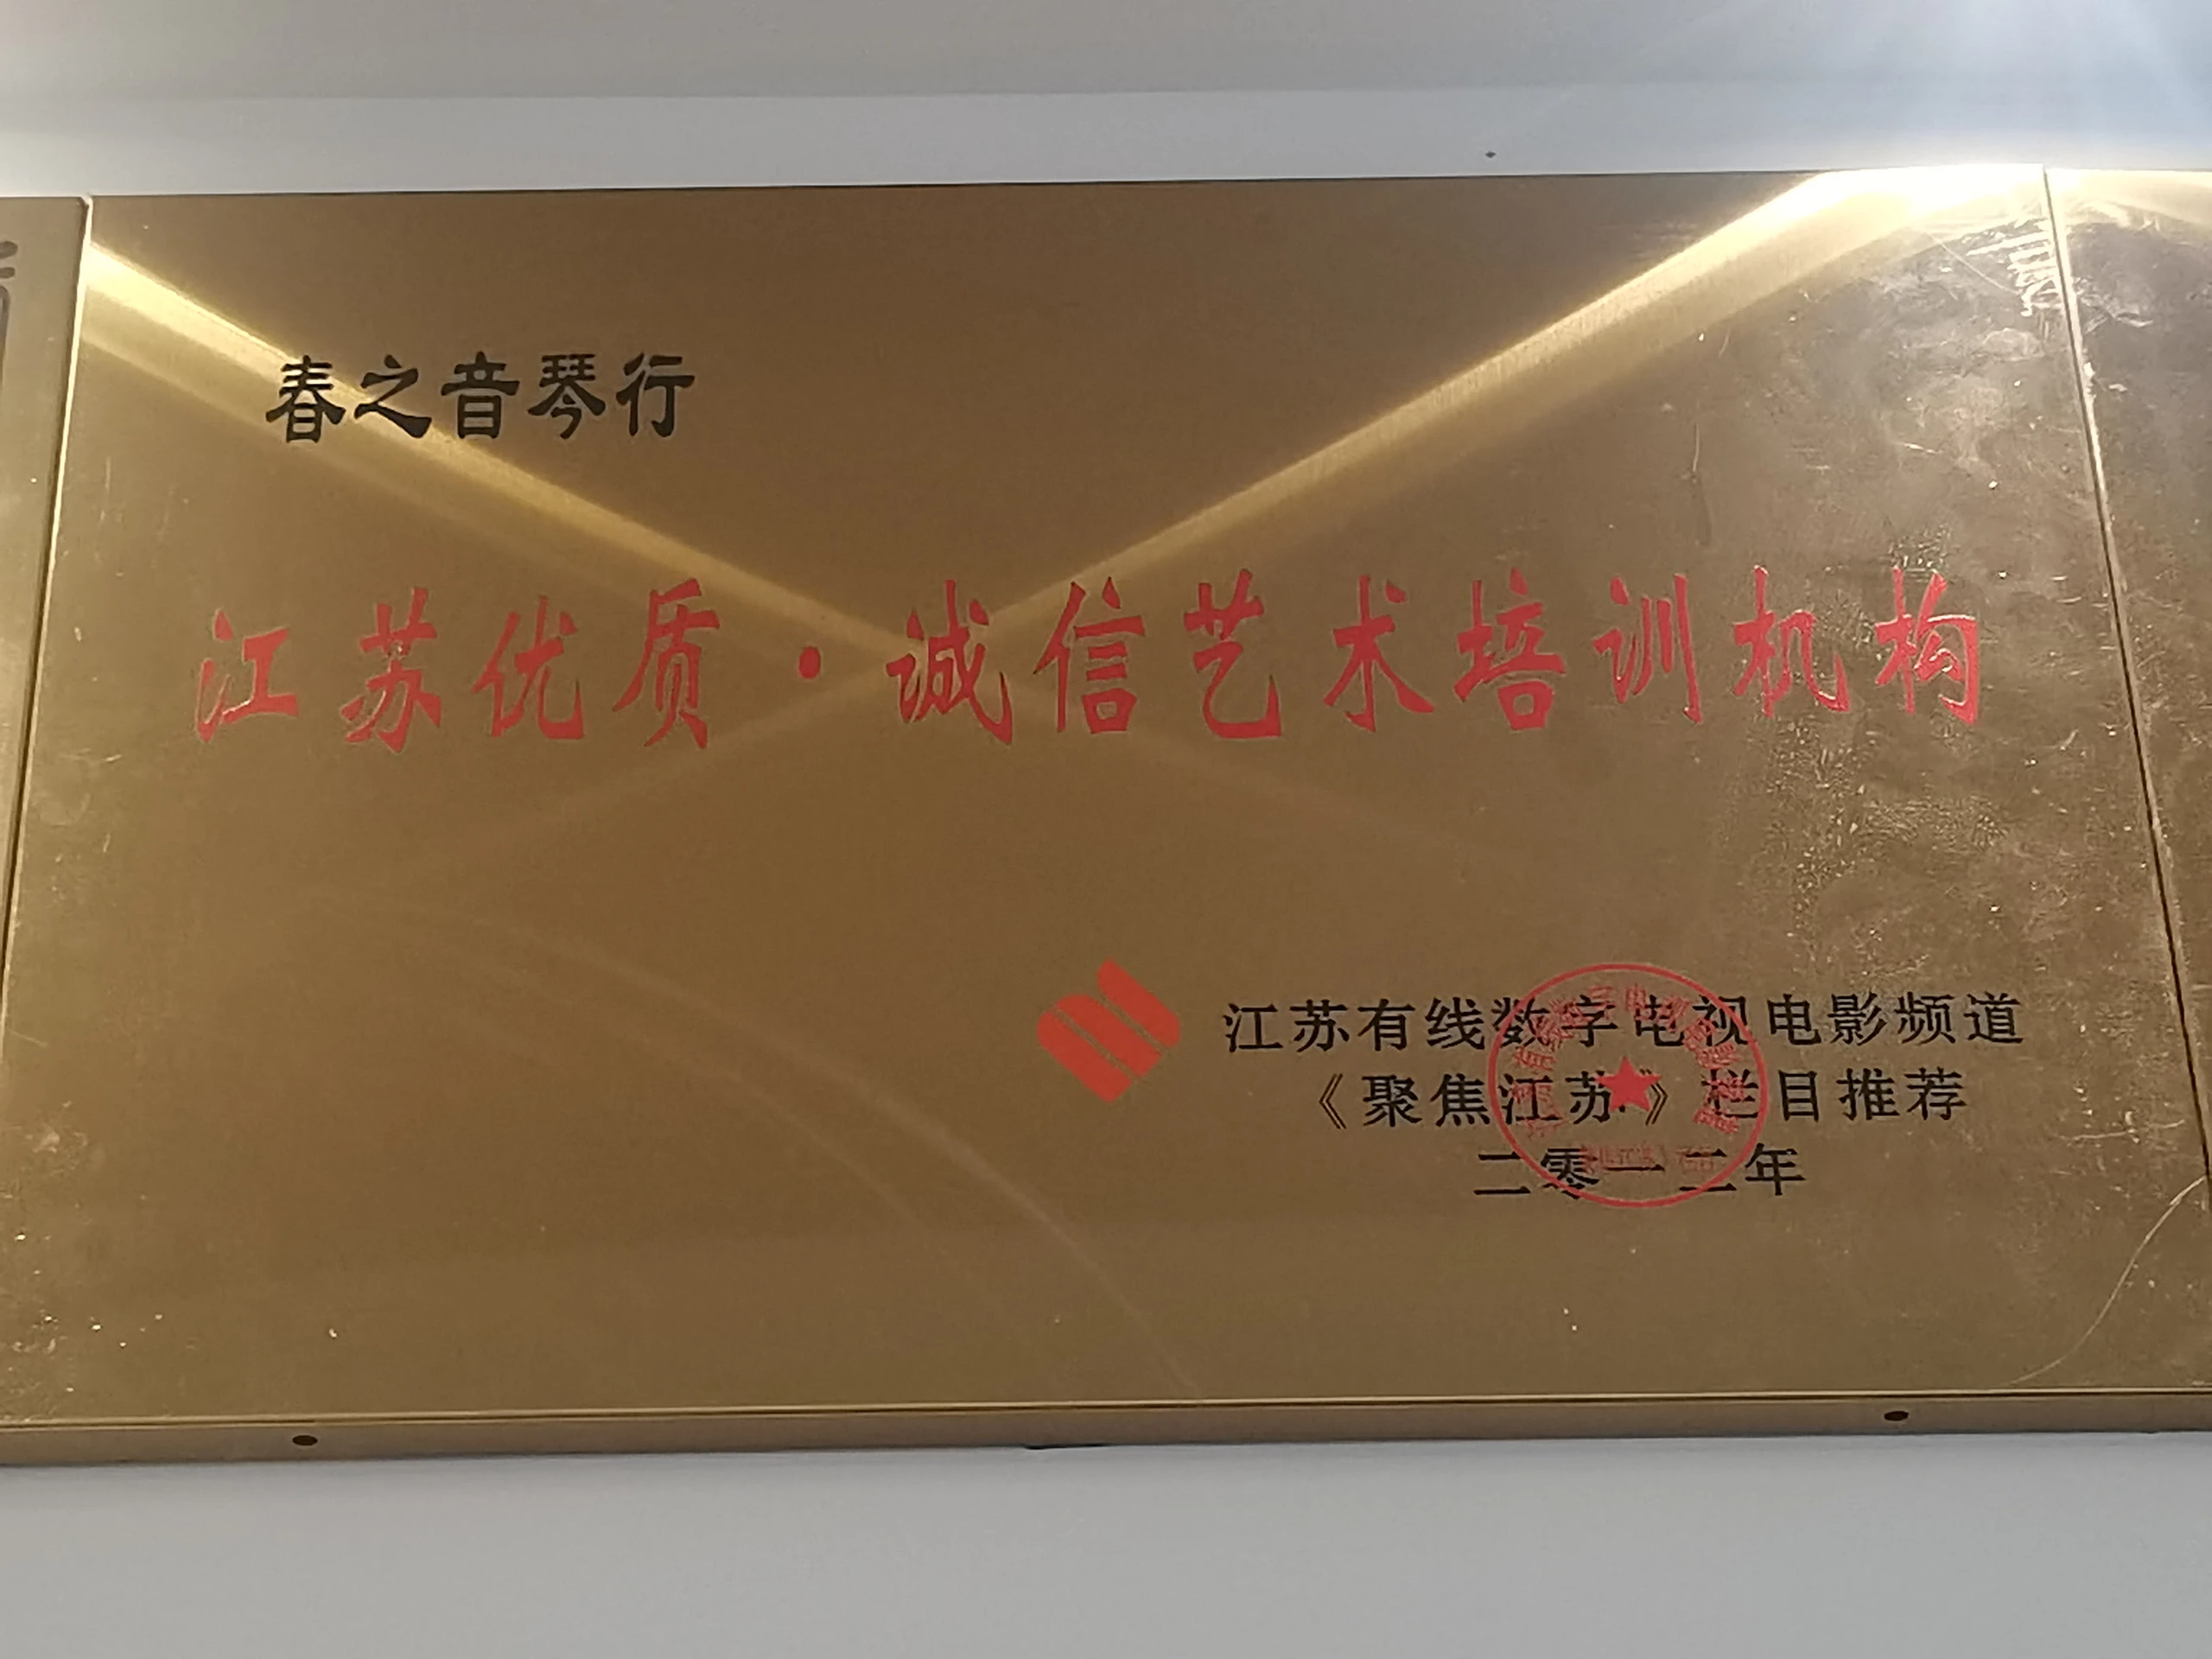 春之音琴行
江苏优质·诚信艺术培训机构
江苏有线数字电视电影频道
《聚焦江苏》栏目推荐
二零一二年